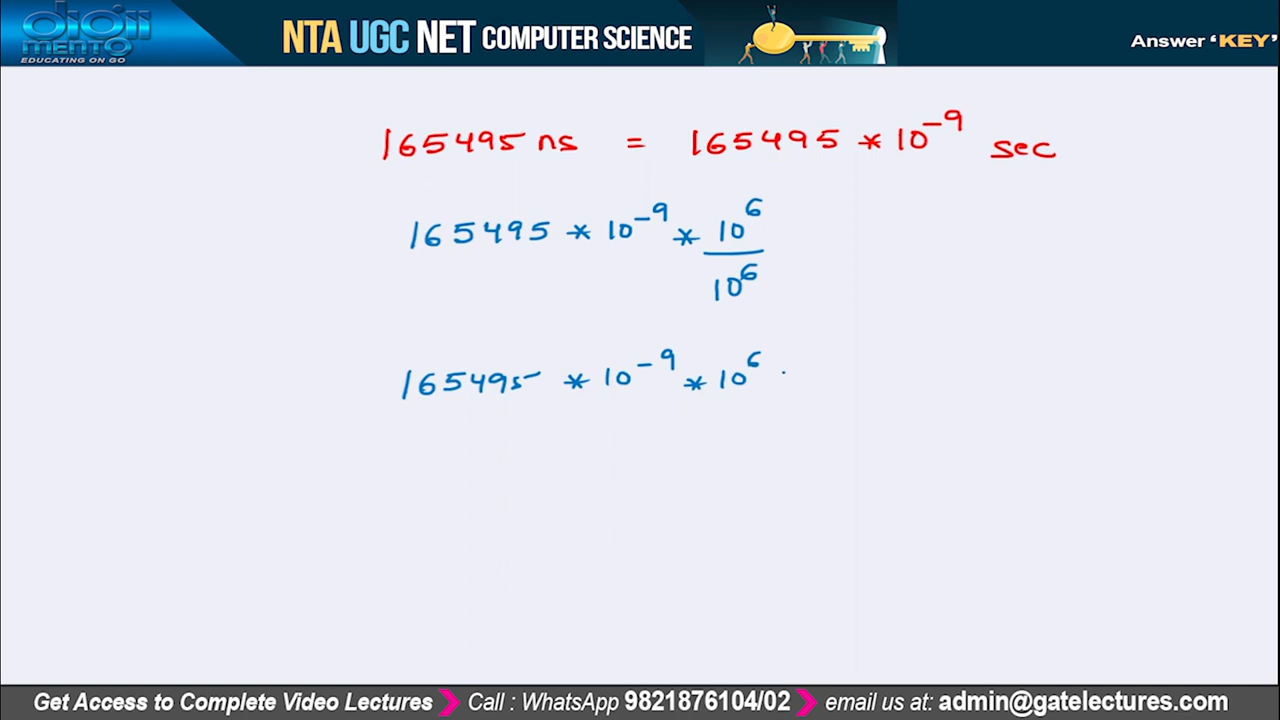 digii
MENTO
EDUCATING ON GO
NTA UGC NET COMPUTER SCIENCE
Answer ‘KEY’
165495 ns = 165495 * 10^-9 sec
165495 * 10^-9 * 10^6 / 10^6
165495 * 10^-9 * 10^6 .
Get Access to Complete Video Lectures Call : WhatsApp 9821876104/02 email us at: admin@gatelectures.com